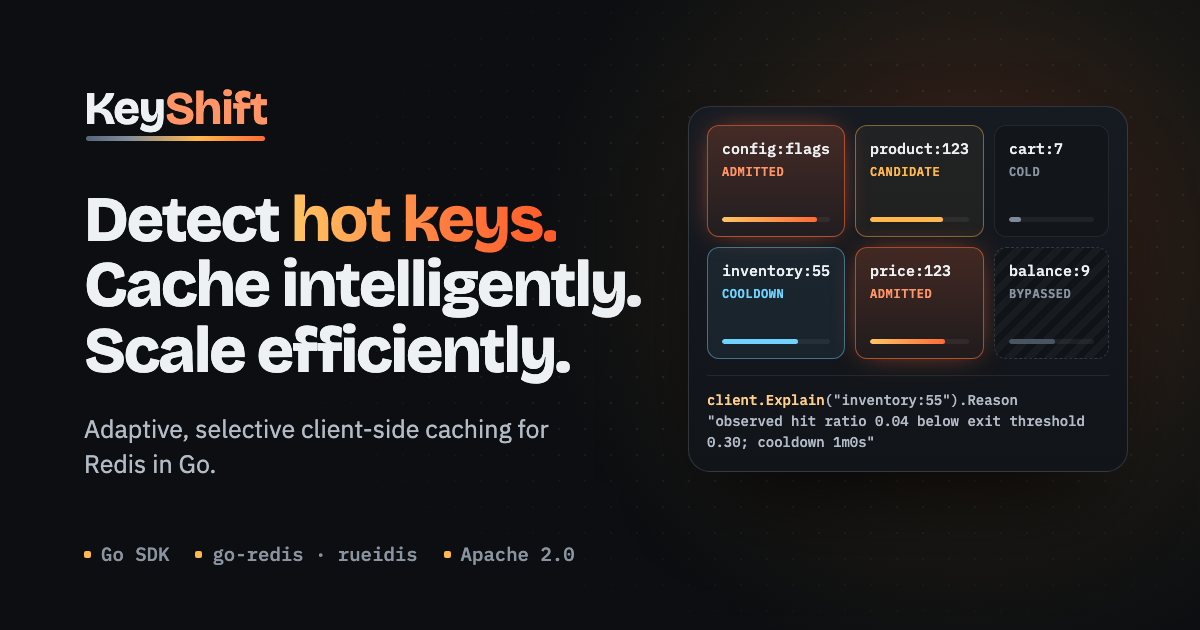 KeyShift
Detect hot keys.
Cache intelligently.
Scale efficiently.
Adaptive, selective client-side caching for
Redis in Go.
Go SDK
go-redis · rueidis
Apache 2.0
config:flags
ADMITTED
product:123
CANDIDATE
cart:7
COLD
inventory:55
COOLDOWN
price:123
ADMITTED
balance:9
BYPASSED
client.Explain("inventory:55").Reason
"observed hit ratio 0.04 below exit threshold
0.30; cooldown 1m0s"